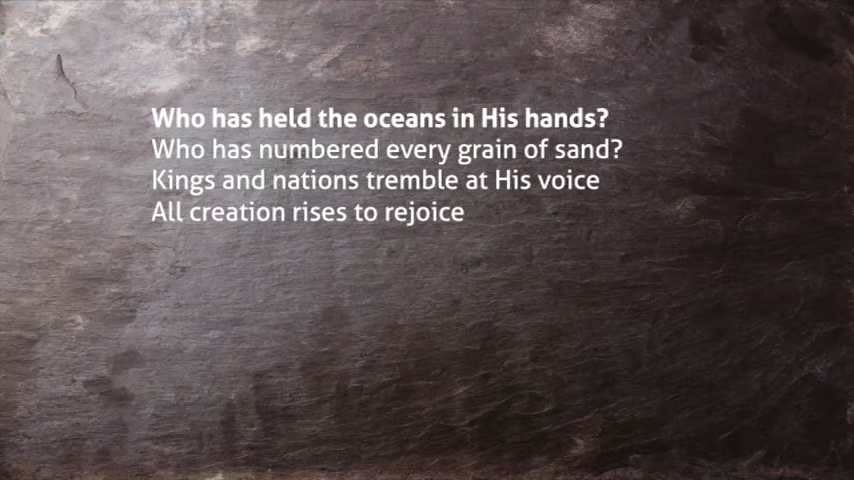 Who has held the oceans in His hands?
Who has numbered every grain of sand?
Kings and nations tremble at His voice
All creation rises to rejoice